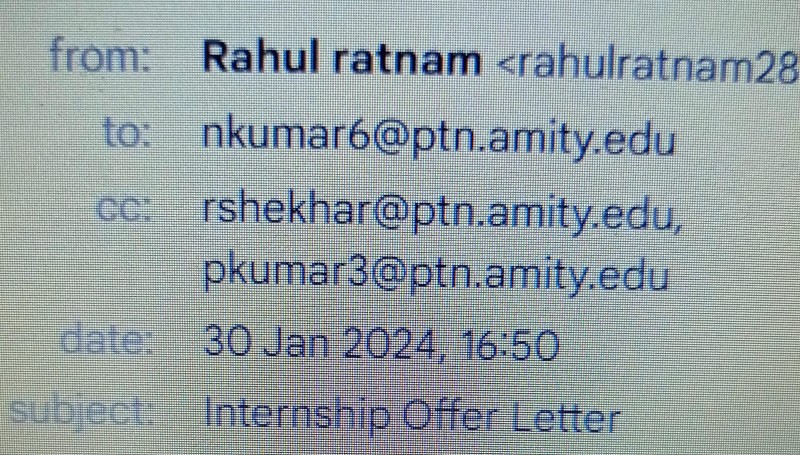 from: Rahul ratnam <rahulratnam28
to: nkumar6@ptn.amity.edu
cc: rshekhar@ptn.amity.edu,
pkumar3@ptn.amity.edu
date: 30 Jan 2024, 16:50
subject: Internship Offer Letter